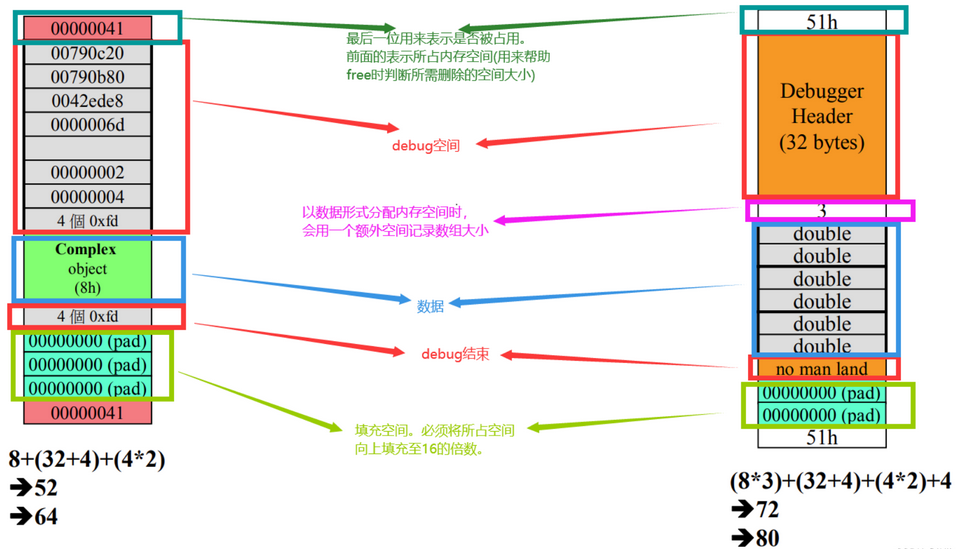 00000041
00790c20
00790b80
0042ede8
0000006d
00000002
00000004
4 個 0xfd
Complex
object
(8h)
4 個 0xfd
00000000 (pad)
00000000 (pad)
00000000 (pad)
00000041
8+(32+4)+(4*2)
➔52
➔64
最后一位用来表示是否被占用。
前面的表示所占内存空间(用来帮助
free时判断所需删除的空间大小)
debug空间
以数据形式分配内存空间时，
会用一个额外空间记录数组大小
数据
debug结束
填充空间。必须将所占空间
向上填充至16的倍数。
51h
Debugger
Header
(32 bytes)
3
double
double
double
double
double
double
no man land
00000000 (pad)
00000000 (pad)
51h
(8*3)+(32+4)+(4*2)+4
➔72
➔80